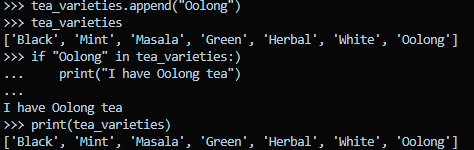 >>> tea_varieties.append("Oolong")
>>> tea_varieties
['Black', 'Mint', 'Masala', 'Green', 'Herbal', 'White', 'Oolong']
>>> if "Oolong" in tea_varieties:)
...     print("I have Oolong tea")
...
I have Oolong tea
>>> print(tea_varieties)
['Black', 'Mint', 'Masala', 'Green', 'Herbal', 'White', 'Oolong']